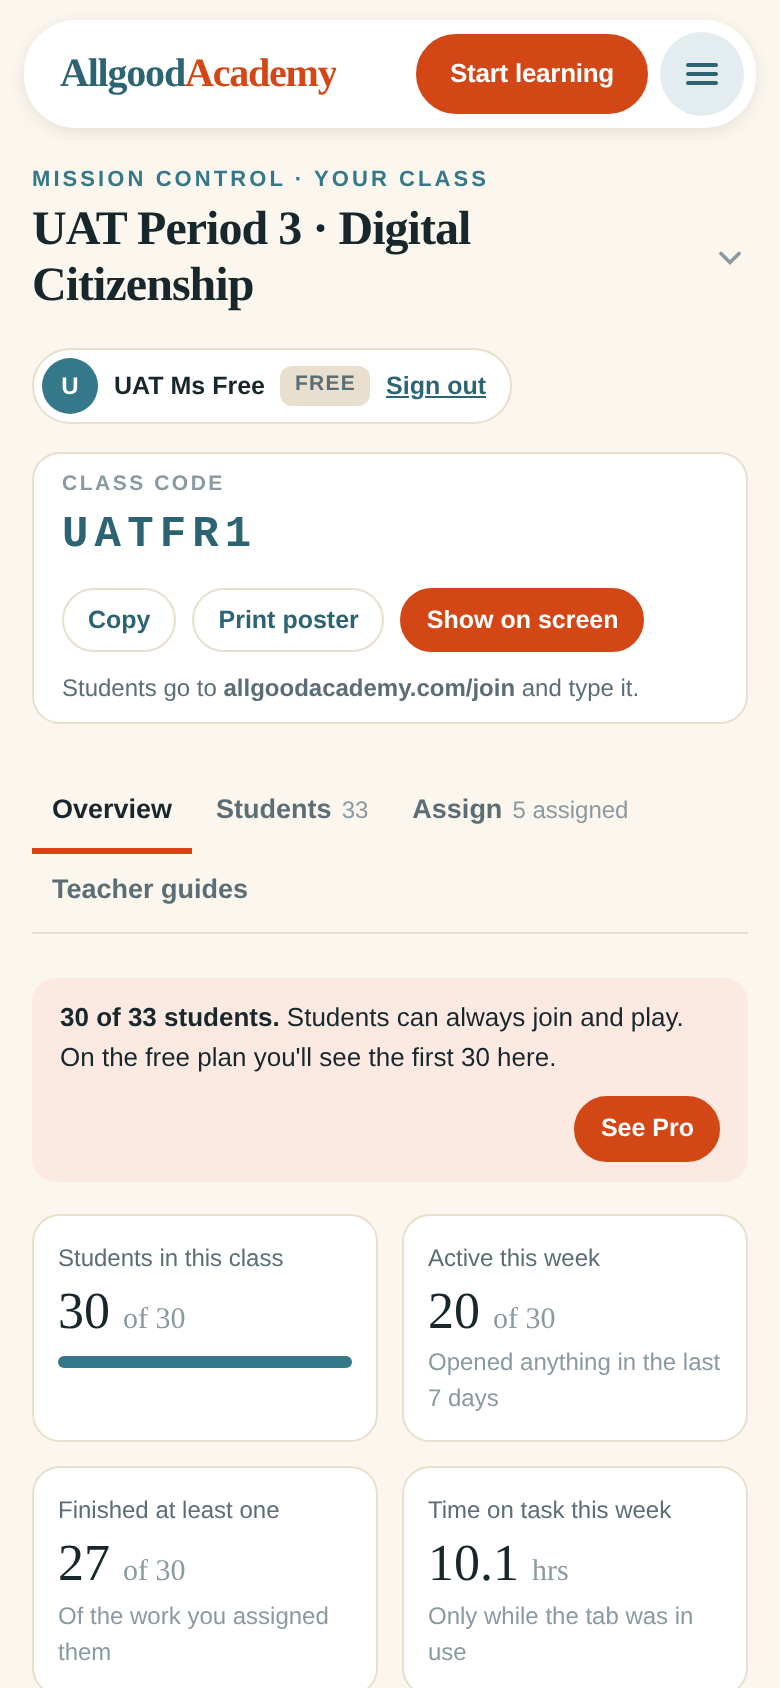 AllgoodAcademy
Start learning
MISSION CONTROL · YOUR CLASS
UAT Period 3 · Digital
Citizenship
U
UAT Ms Free
FREE
Sign out
CLASS CODE
UATFR1
Copy
Print poster
Show on screen
Students go to allgoodacademy.com/join and type it.
Overview
Students 33
Assign 5 assigned
Teacher guides
30 of 33 students. Students can always join and play.
On the free plan you'll see the first 30 here.
See Pro
Students in this class
30 of 30
Active this week
20 of 30
Opened anything in the last
7 days
Finished at least one
27 of 30
Of the work you assigned
them
Time on task this week
10.1 hrs
Only while the tab was in
use